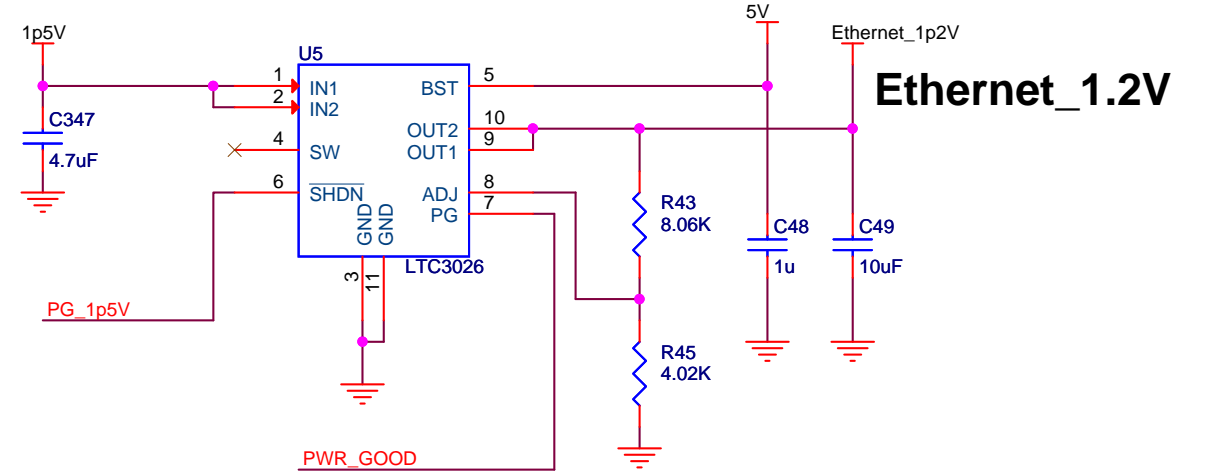 5V
1p5V
Ethernet_1p2V
U5
Ethernet_1.2V
1 IN1 BST 5
2 IN2
C347
4.7uF
OUT2 10
4 SW OUT1 9
6 SHDN ADJ 8
PG 7
GND GND
R43
8.06K
C48
1u
C49
10uF
LTC3026
3 11
PG_1p5V
R45
4.02K
PWR_GOOD